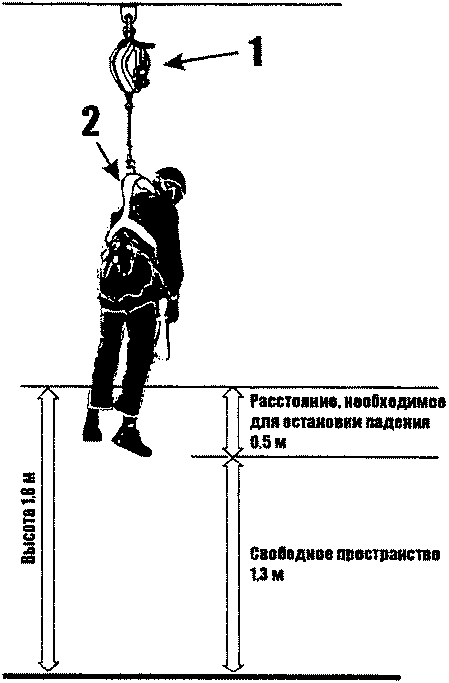 1
2
Расстояние, необходимое
для остановки падения
0,5 м
Высота 1,8 м
Свободное пространство
1,3 м